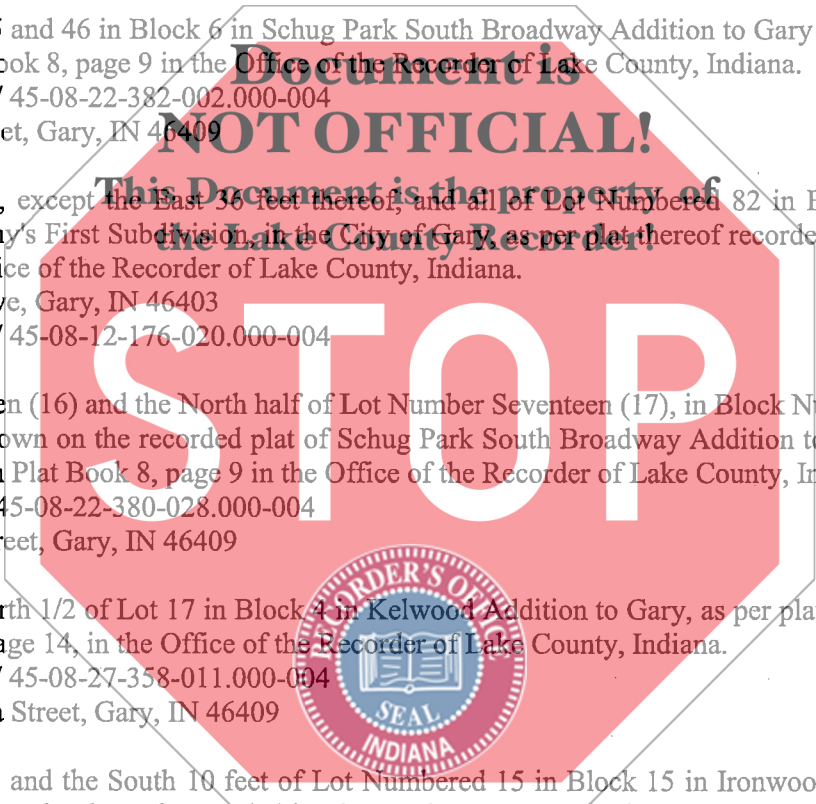 and 46 in Block 6 in Schug Park South Broadway Addition to Gary
Book 8, page 9 in the Office of the Recorder of Lake County, Indiana.
Document is
45-08-22-382-002.000-004
et, Gary, IN 46409
NOT OFFICIAL!
This Document is the property of
, except the East 36 feet thereof, and all of Lot Numbered 82 in
ny's First Subdivision, in the City of Gary, as per plat thereof recorde
the Lake County Recorder!
ice of the Recorder of Lake County, Indiana.
ve, Gary, IN 46403
45-08-12-176-020.000-004
STOP
en (16) and the North half of Lot Number Seventeen (17), in Block Nu
own on the recorded plat of Schug Park South Broadway Addition to
Plat Book 8, page 9 in the Office of the Recorder of Lake County, In
45-08-22-380-028.000-004
reet, Gary, IN 46409
RECORDER'S OFFICE
rth 1/2 of Lot 17 in Block 4 in Kelwood Addition to Gary, as per pla
age 14, in the Office of the Recorder of Lake County, Indiana.
45-08-27-358-011.000-004
a Street, Gary, IN 46409
SEAL
INDIANA
and the South 10 feet of Lot Numbered 15 in Block 15 in Ironwoo